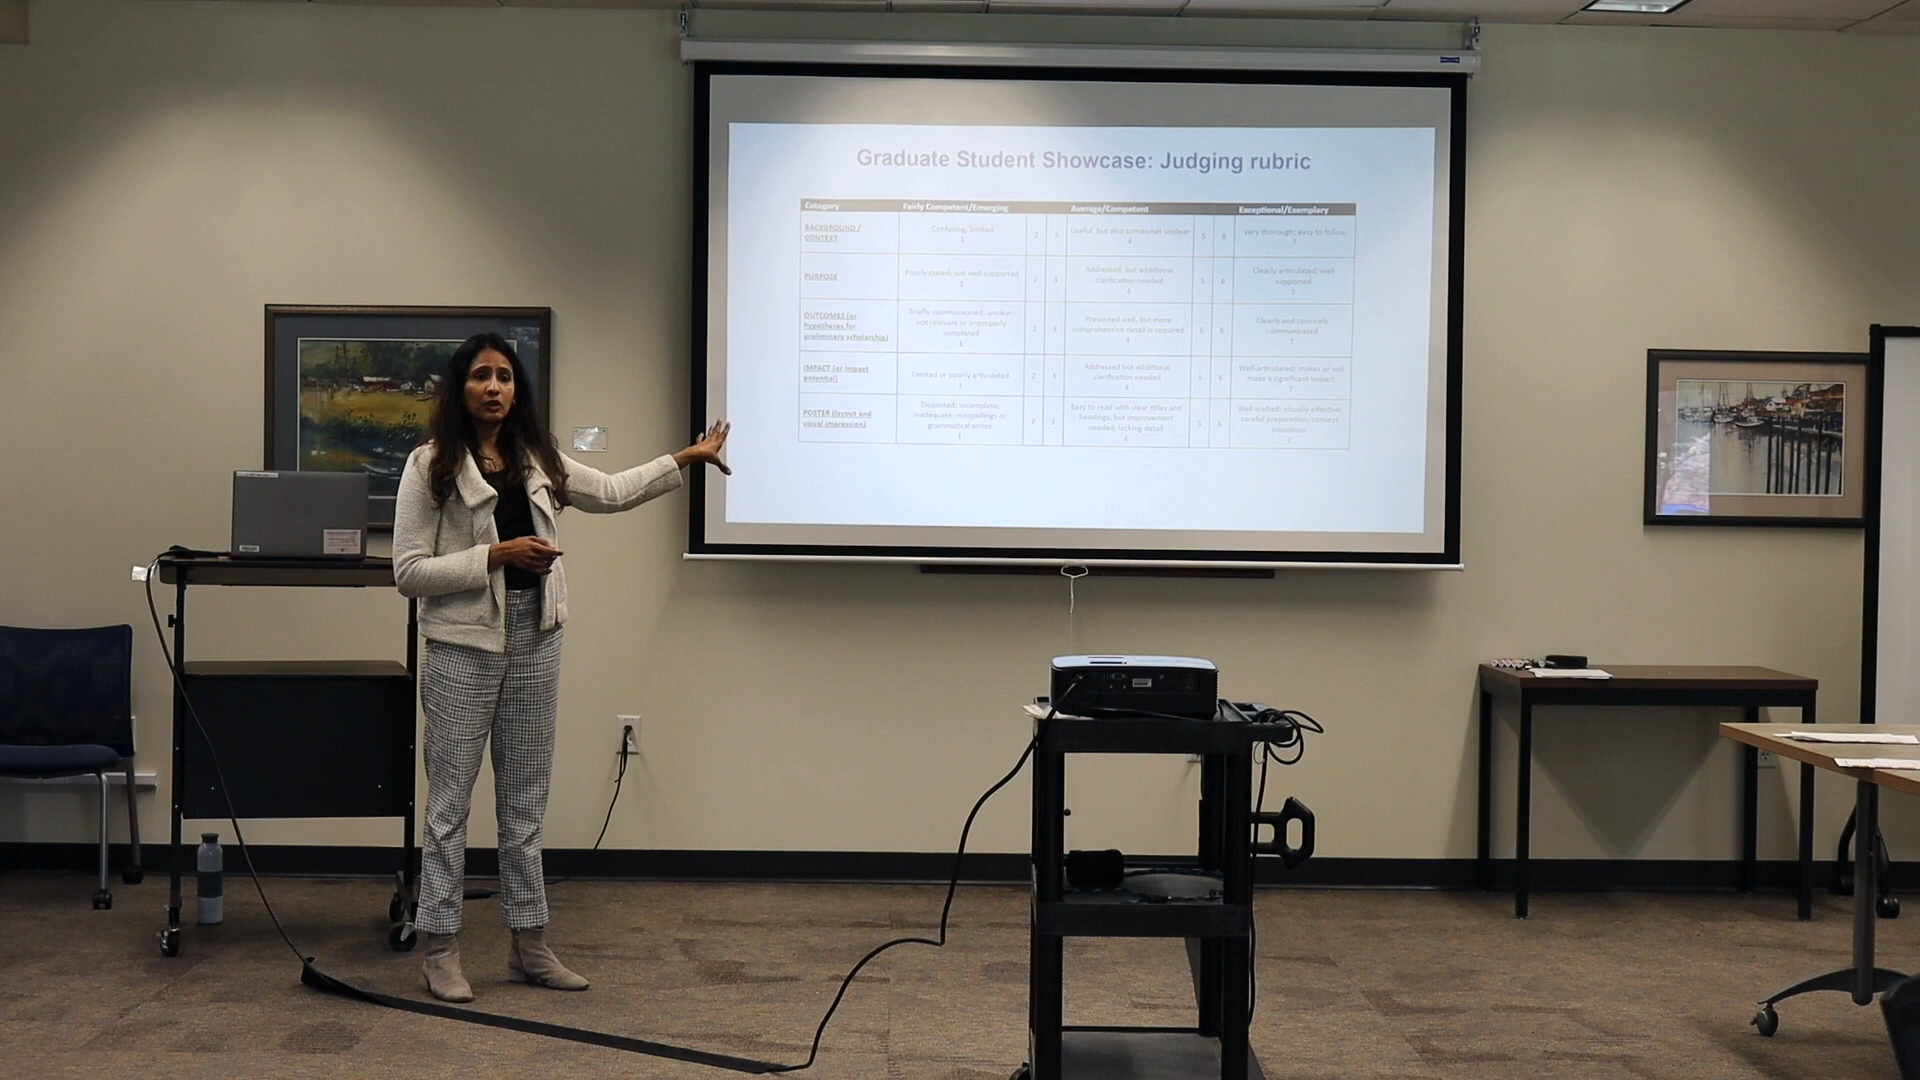 Graduate Student Showcase: Judging rubric
Category Fairly Competent/Emerging Average/Competent Exceptional/Exemplary
BACKGROUND /
CONTEXT
Confusing, limited
1
2 3
Useful, but also somewhat unclear
4
5 6
Very thorough; easy to follow
7
PURPOSE
Poorly stated; not well supported
1
2 3
Addressed, but additional
clarification needed
4
5 6
Clearly articulated; well
supported
7
OUTCOMES (or
hypotheses for
preliminary scholarship)
Briefly communicated; unclear;
not relevant or improperly
completed
1
2 3
Presented well, but more
comprehensive detail is required
4
5 6
Clearly and concisely
communicated
7
IMPACT (or impact
potential)
Limited or poorly articulated
1
2 3
Addressed but additional
clarification needed
4
5 6
Well-articulated; makes or will
make a significant impact
7
POSTER (layout and
visual impression)
Disjointed; incomplete;
inadequate; misspellings or
grammatical errors
1
2 3
Easy to read with clear titles and
headings, but improvement
needed; lacking detail
4
5 6
Well crafted; visually effective;
careful preparation; conveys
intentions